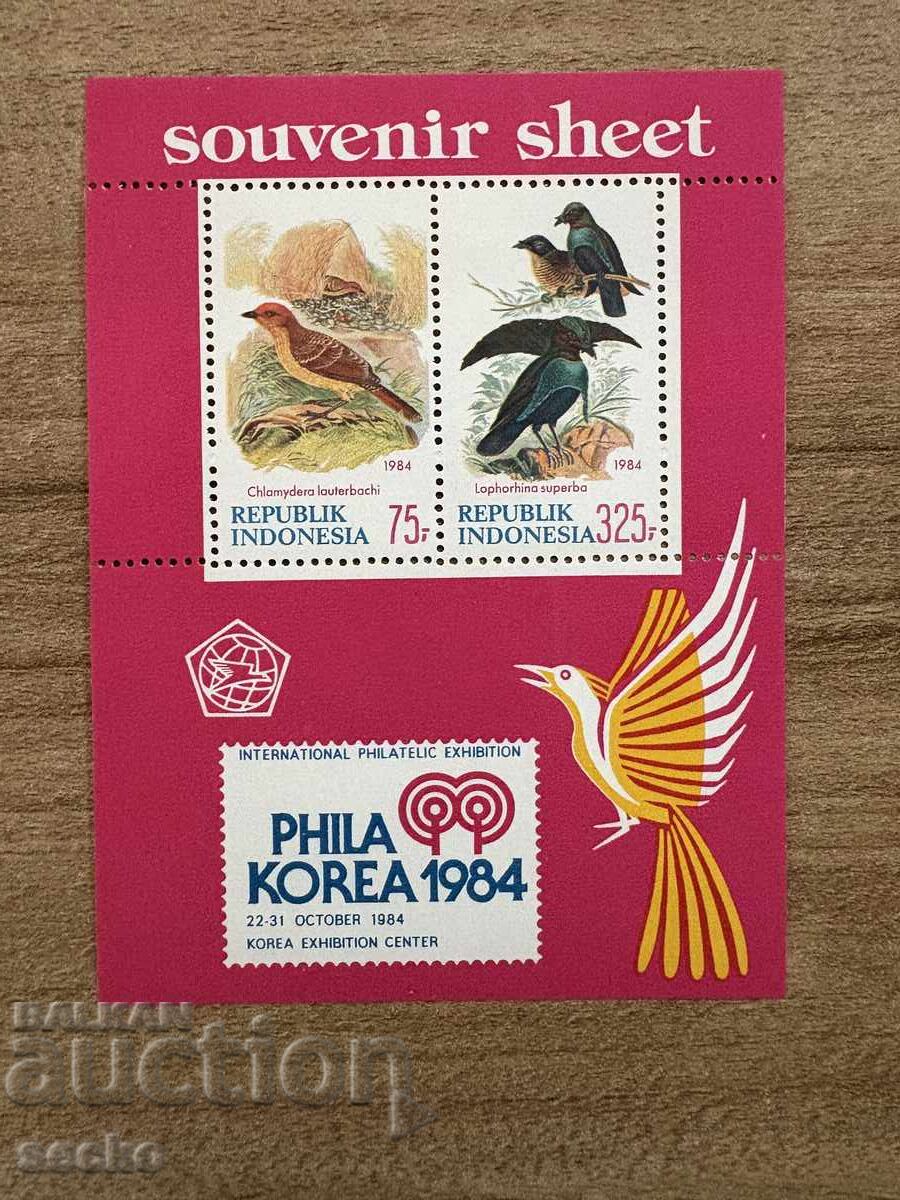 souvenir sheet
1984
Chlamydera lauterbachi
REPUBLIK
INDONESIA 75,-
1984
Lophorhina superba
REPUBLIK
INDONESIA 325,-
INTERNATIONAL PHILATELIC EXHIBITION
PHILA
KOREA 1984
22-31 OCTOBER 1984
KOREA EXHIBITION CENTER
BALKAN
auction
secko